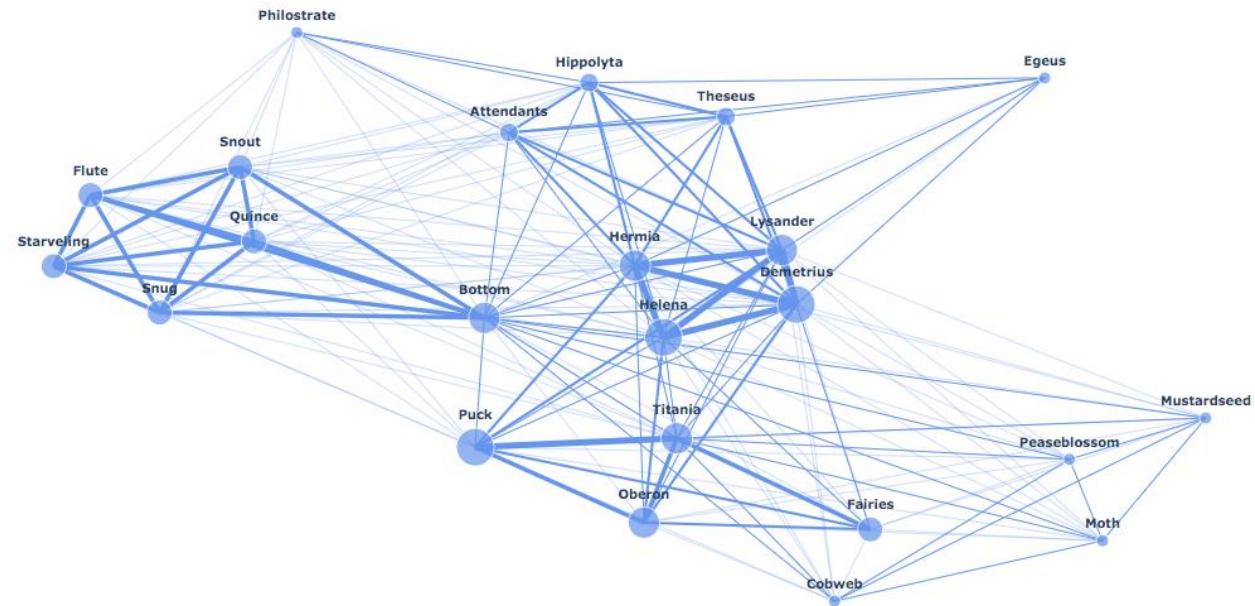 Philostrate
Hippolyta
Egeus
Theseus
Attendants
Snout
Flute
Quince
Lysander
Starveling
Hermia
Demetrius
Snug
Bottom
Helena
Puck
Titania
Mustardseed
Peaseblossom
Oberon
Fairies
Moth
Cobweb